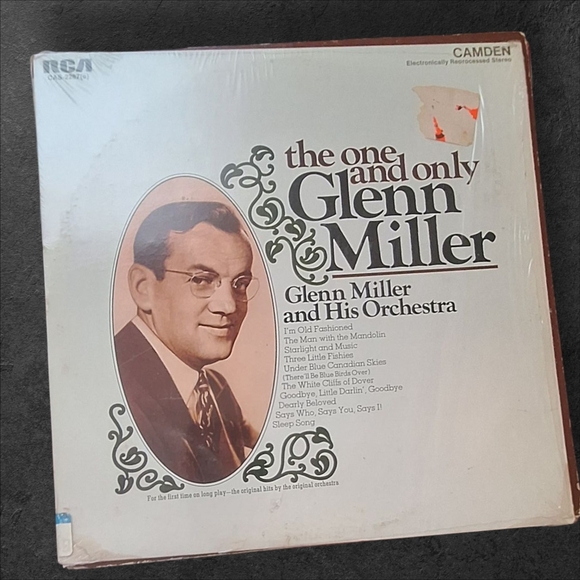 RCA
CAMDEN
Electronically Reprocessed Stereo
the one
and only
Glenn
Miller
Glenn Miller
and His Orchestra
I'm Old Fashioned
The Man with the Mandolin
Starlight and Music
Three Little Fishies
Under Blue Canadian Skies
(There'll Be Blue Birds Over)
The White Cliffs of Dover
Goodbye, Little Darlin', Goodbye
Dearly Beloved
Says Who, Says You, Says I!
Sleep Song
For the first time on long play—the original hits by the original orchestra